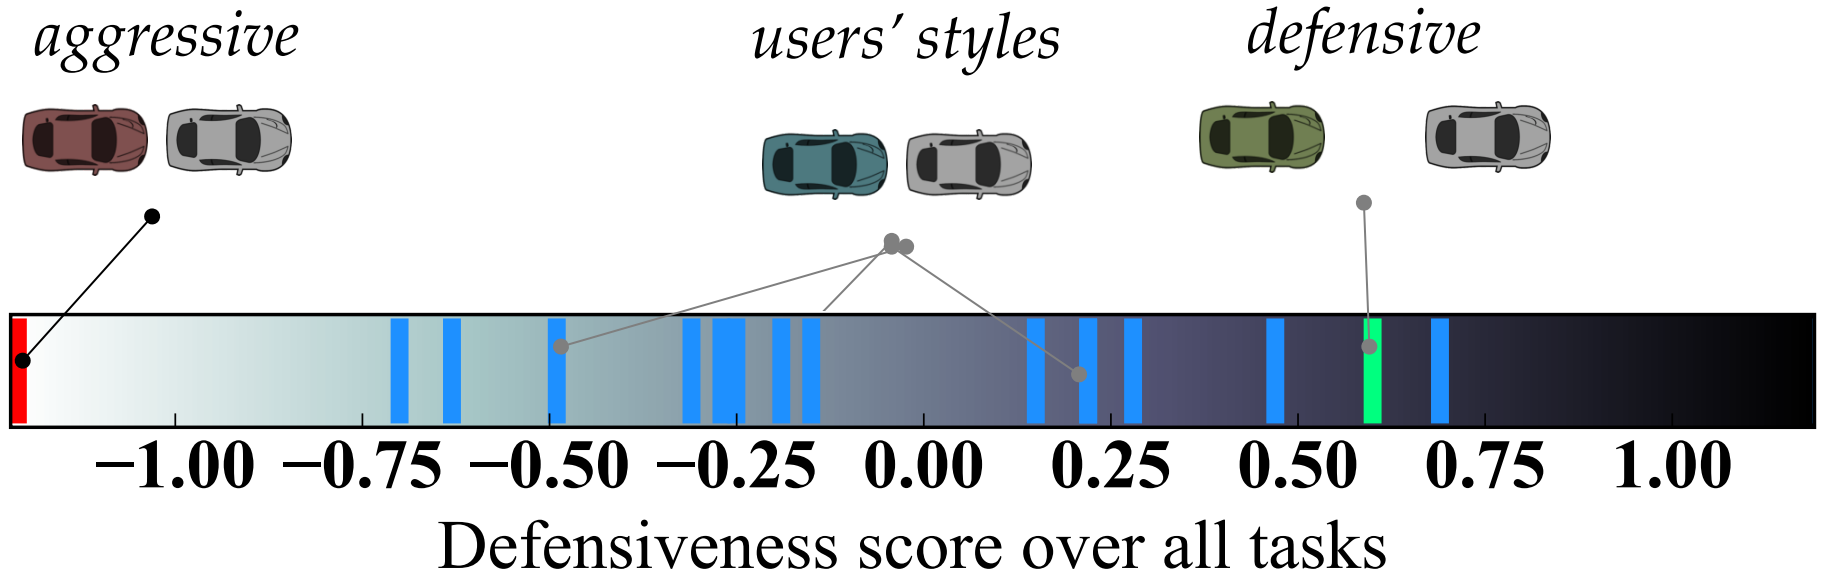 aggressive users’ styles defensive
−1.00 −0.75 −0.50 −0.25 0.00 0.25 0.50 0.75 1.00
Defensiveness score over all tasks